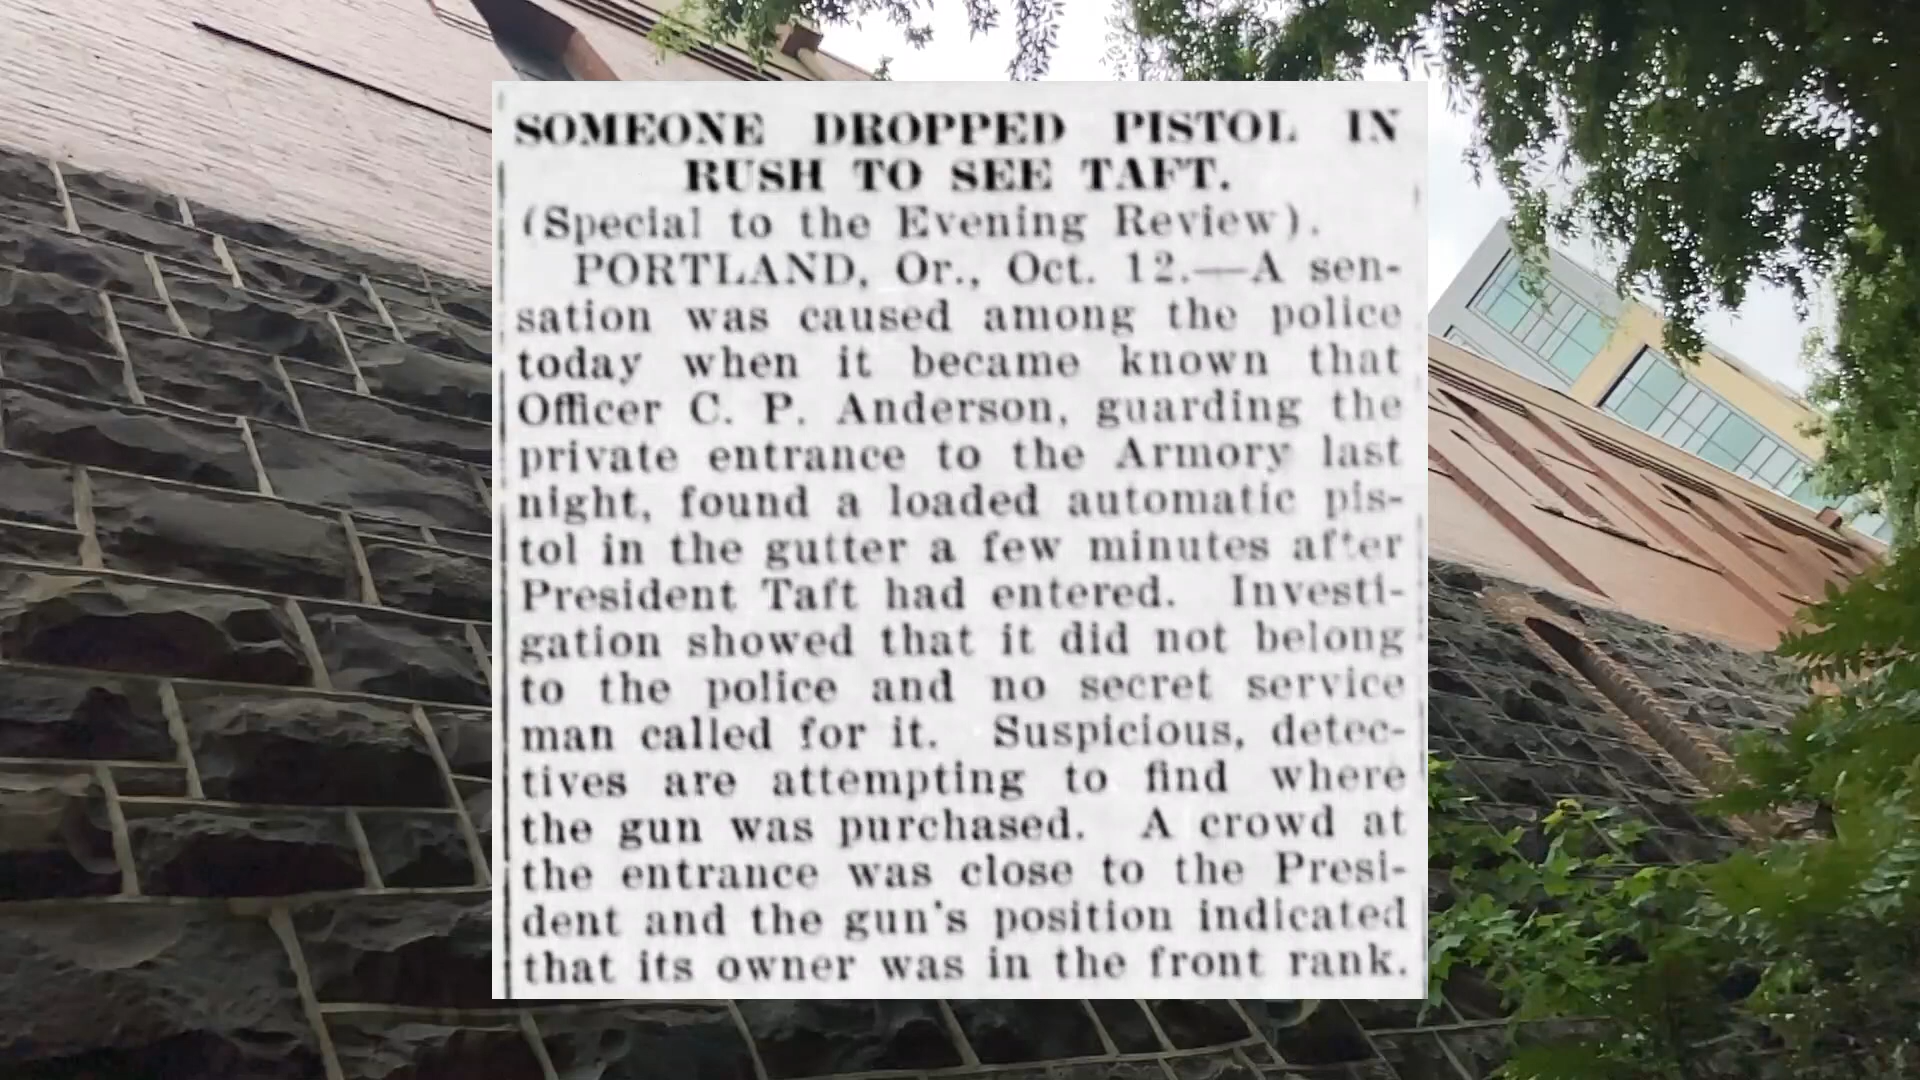 SOMEONE DROPPED PISTOL IN
RUSH TO SEE TAFT.
(Special to the Evening Review).
PORTLAND, Or., Oct. 12.—A sen-
sation was caused among the police
today when it became known that
Officer C. P. Anderson, guarding the
private entrance to the Armory last
night, found a loaded automatic pis-
tol in the gutter a few minutes after
President Taft had entered. Investi-
gation showed that it did not belong
to the police and no secret service
man called for it. Suspicious, detec-
tives are attempting to find where
the gun was purchased. A crowd at
the entrance was close to the Presi-
dent and the gun's position indicated
that its owner was in the front rank.